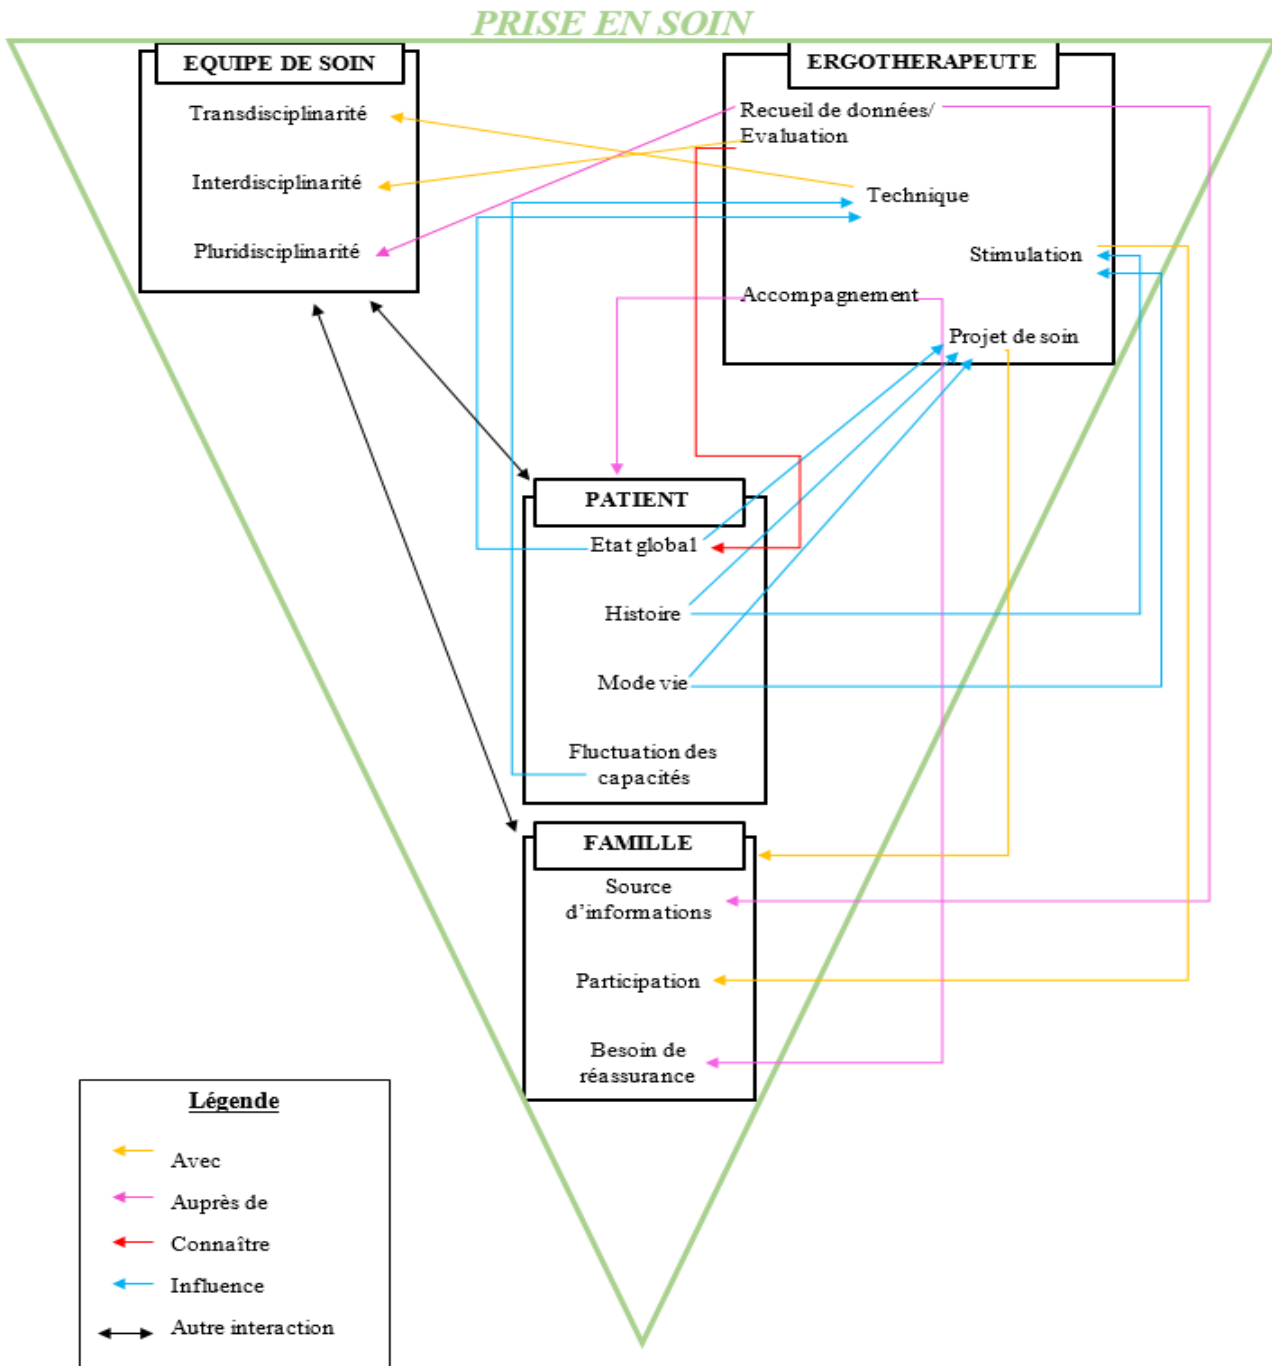 PRISE EN SOIN
EQUIPE DE SOIN
Transdisciplinarité
Interdisciplinarité
Pluridisciplinarité
ERGOTHERAPEUTE
Recueil de données/
Evaluation
Technique
Stimulation
Accompagnement
Projet de soin
PATIENT
Etat global
Histoire
Mode vie
Fluctuation des
capacités
FAMILLE
Source
d’informations
Participation
Besoin de
réassurance
Légende
Avec
Auprès de
Connaître
Influence
Autre interaction